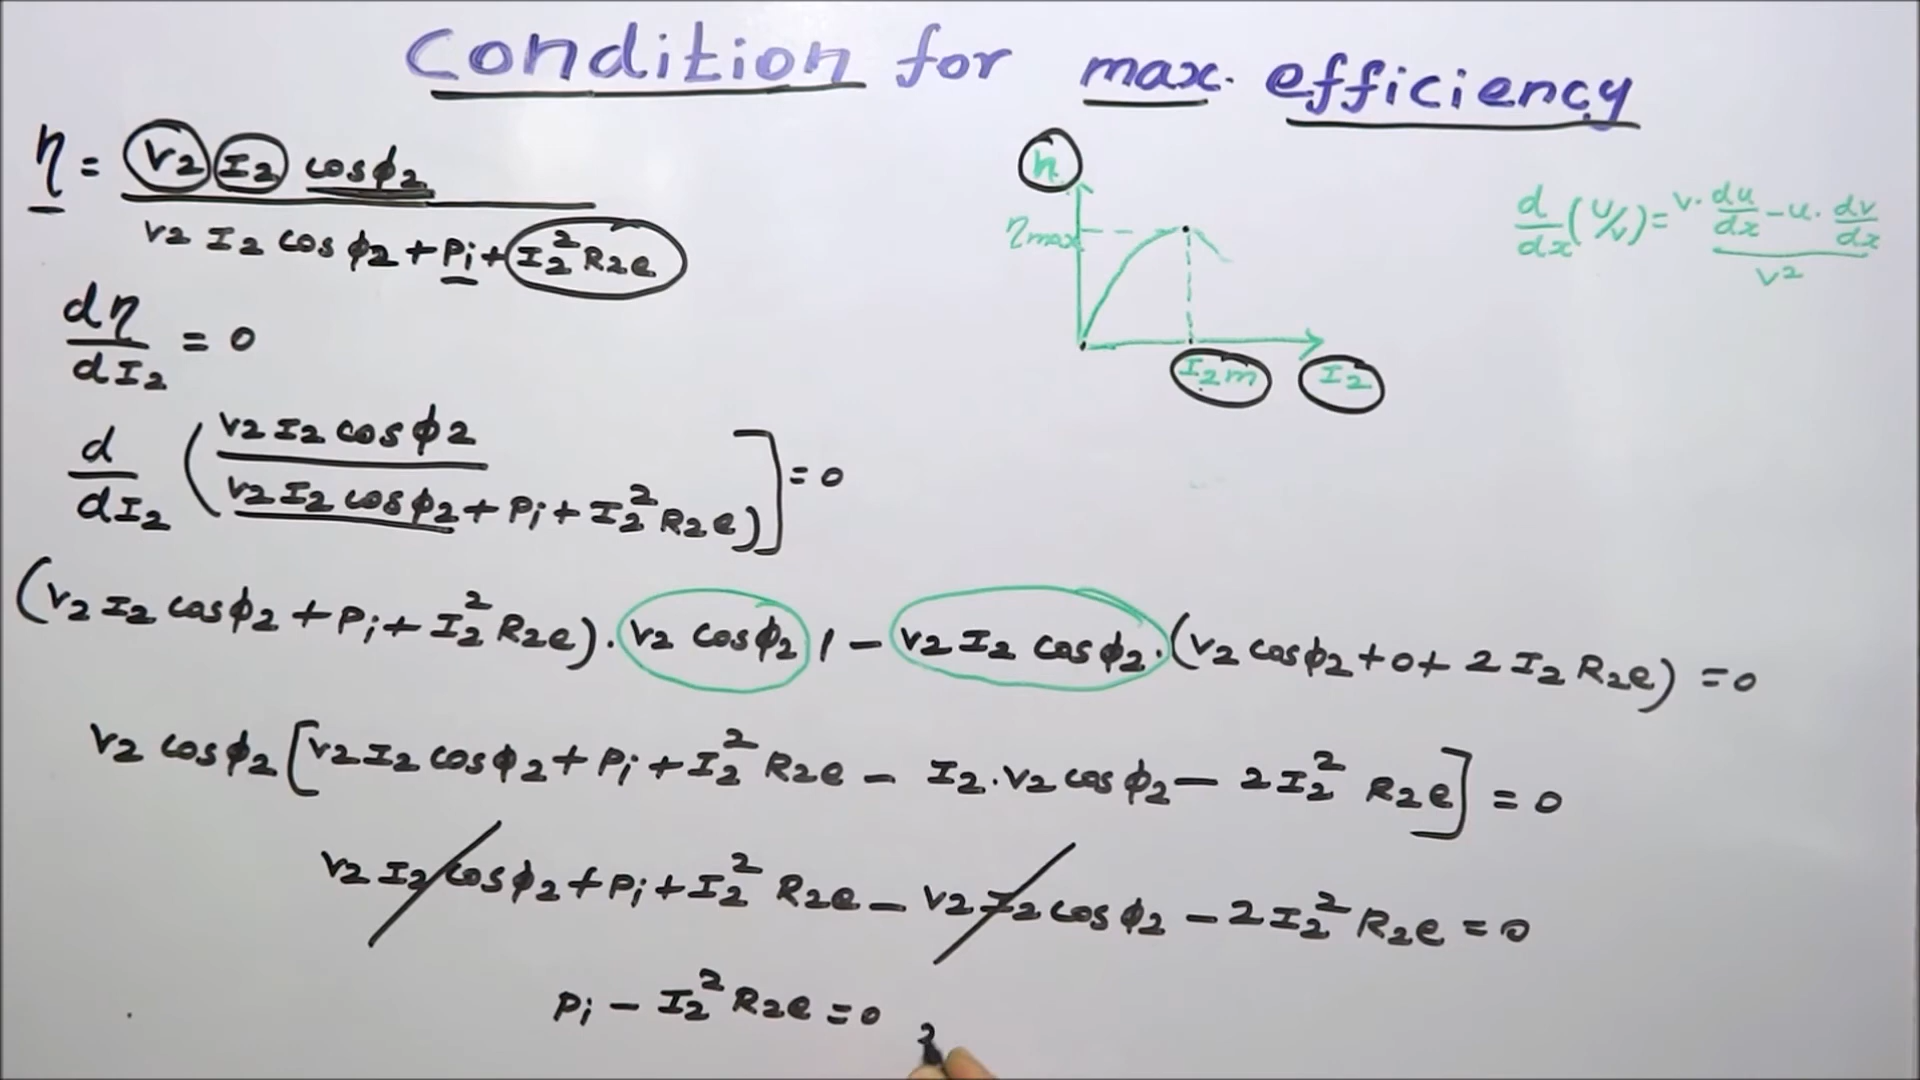 Condition for max. efficiency
η = V2 I2 cosϕ2 / V2 I2 cosϕ2 + Pi + I2² R2e
dη / dI2 = 0
d / dI2 ( V2 I2 cosϕ2 / V2 I2 cosϕ2 + Pi + I2² R2e ) ] = 0
η
ηmax
I2m I2
d/dx (U/V) = V. du/dx - u. dv/dx / V²
(V2 I2 cosϕ2 + Pi + I2² R2e) . V2 cosϕ2 1 - V2 I2 cosϕ2 . (V2 cosϕ2 + 0 + 2 I2 R2e) = 0
V2 cosϕ2 [ V2 I2 cosϕ2 + Pi + I2² R2e - I2 . V2 cosϕ2 - 2 I2² R2e ] = 0
V2 I2 cosϕ2 + Pi + I2² R2e - V2 I2 cosϕ2 - 2 I2² R2e = 0
Pi - I2² R2e = 0